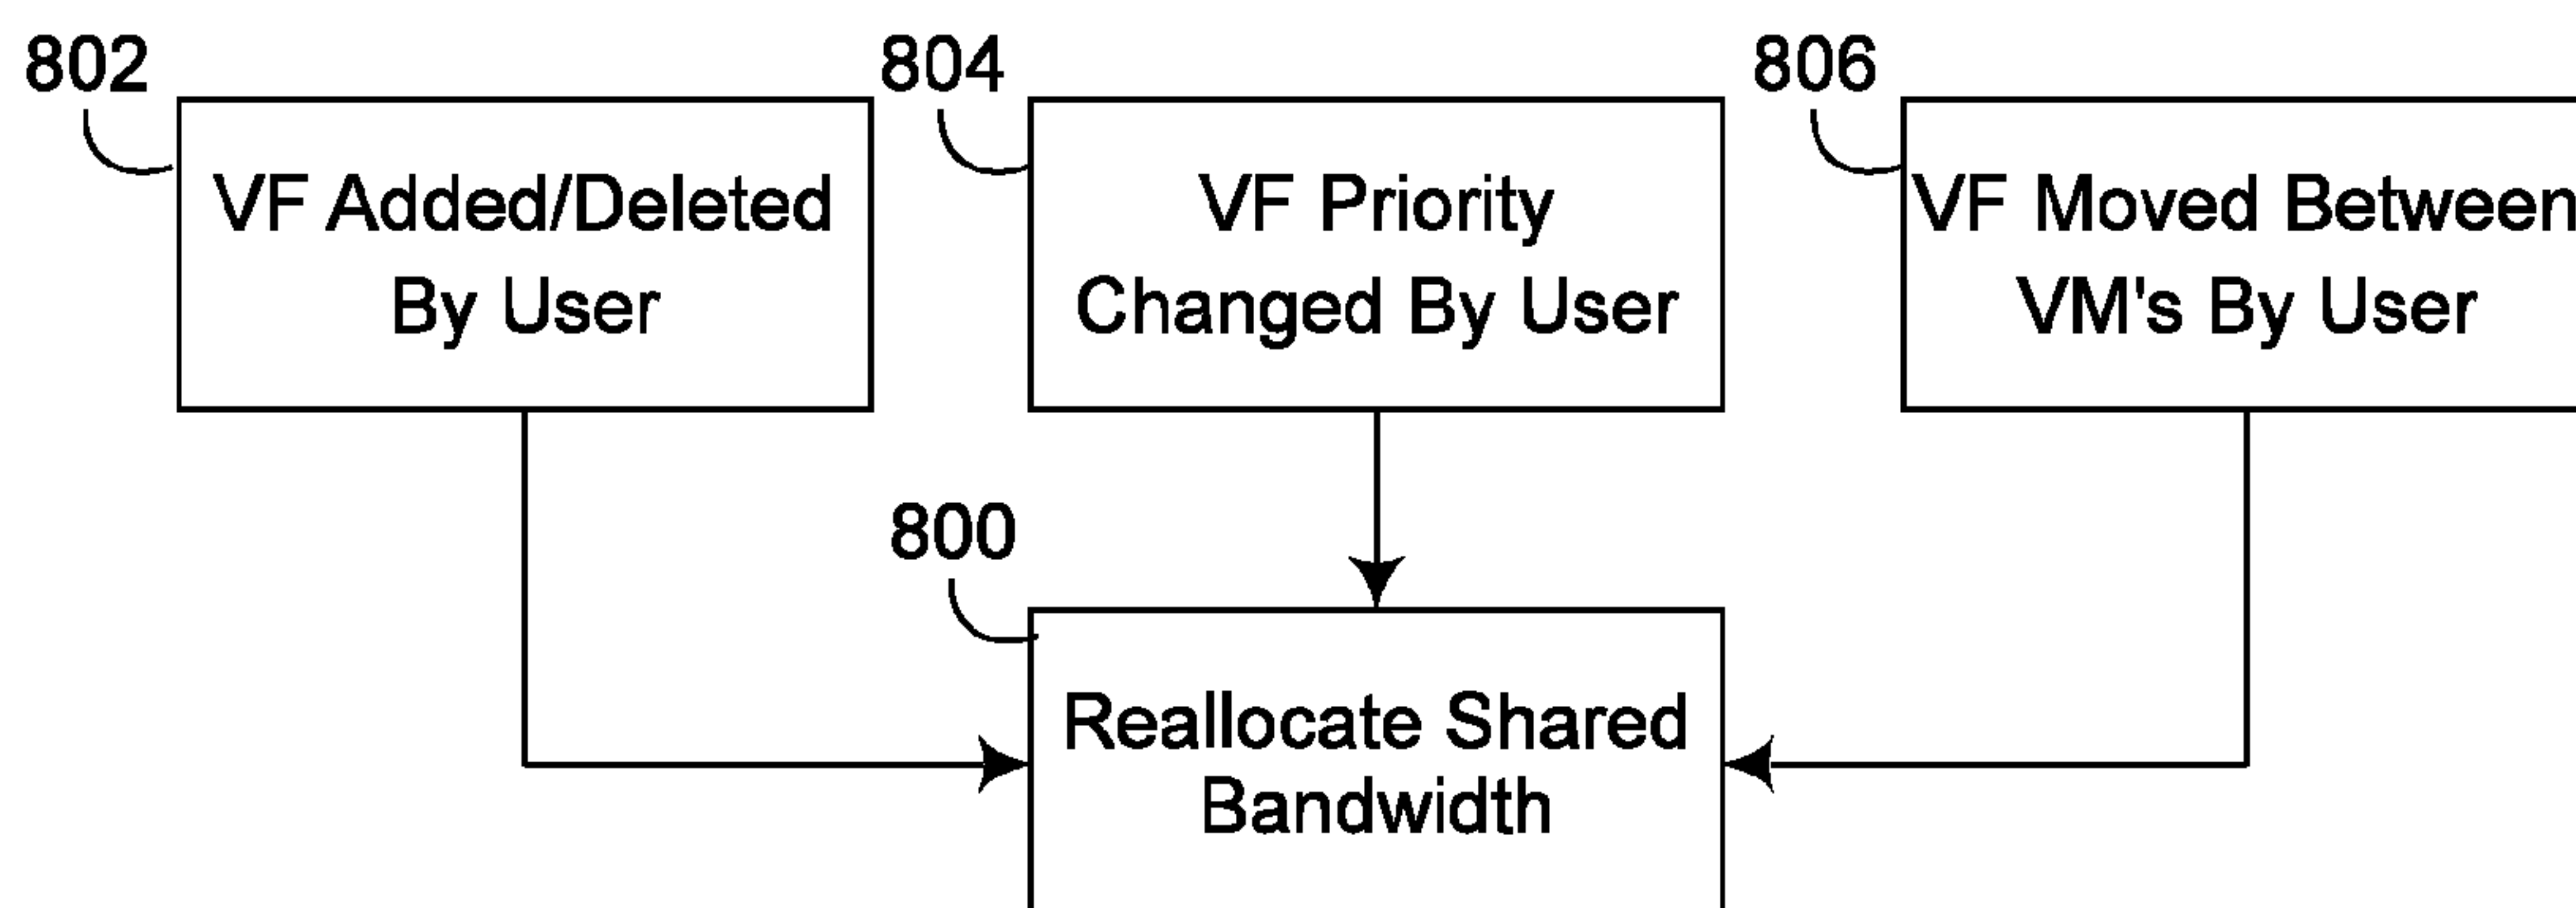 802
VF Added/Deleted
By User
804
VF Priority
Changed By User
806
VF Moved Between
VM's By User
800
Reallocate Shared
Bandwidth